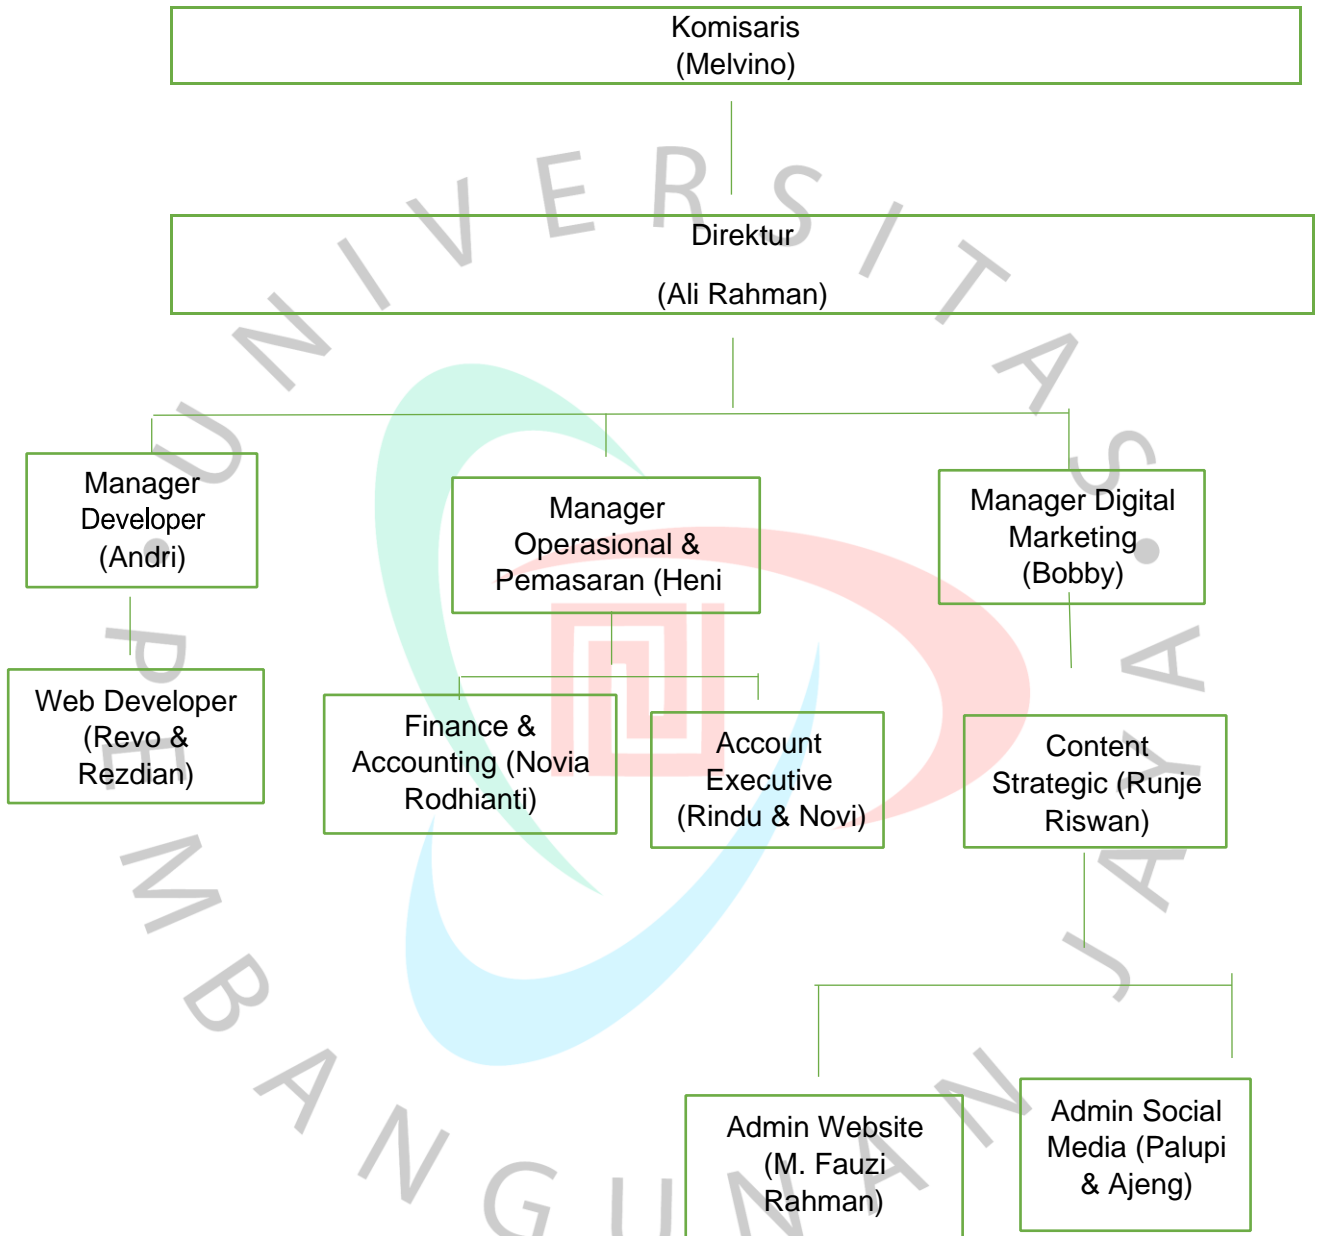 Komisaris
(Melvino)
Direktur
(Ali Rahman)
Manager
Developer
(Andri)
Manager
Operasional &
Pemasaran (Heni
Manager Digital
Marketing
(Bobby)
Web Developer
(Revo &
Rezdian)
Finance &
Accounting (Novia
Rodhianti)
Account
Executive
(Rindu & Novi)
Content
Strategic (Runje
Riswan)
Admin Website
(M. Fauzi
Rahman)
Admin Social
Media (Palupi
& Ajeng)
UNIVERSITAS
PEMBANGUNAN JAYA